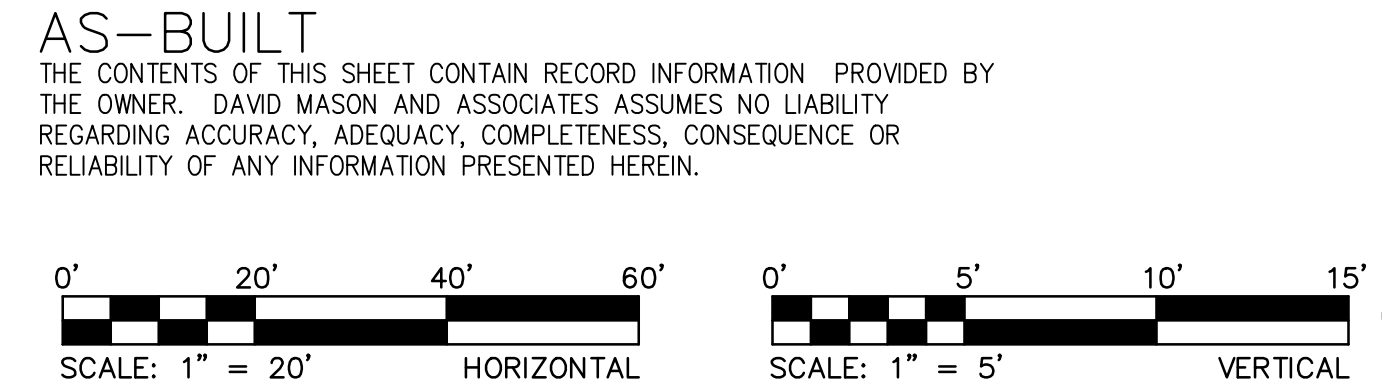 AS-BUILT
THE CONTENTS OF THIS SHEET CONTAIN RECORD INFORMATION PROVIDED BY
THE OWNER. DAVID MASON AND ASSOCIATES ASSUMES NO LIABILITY
REGARDING ACCURACY, ADEQUACY, COMPLETENESS, CONSEQUENCE OR
RELIABILITY OF ANY INFORMATION PRESENTED HEREIN.
0' 20' 40' 60'
SCALE: 1" = 20' HORIZONTAL
0' 5' 10' 15'
SCALE: 1" = 5' VERTICAL